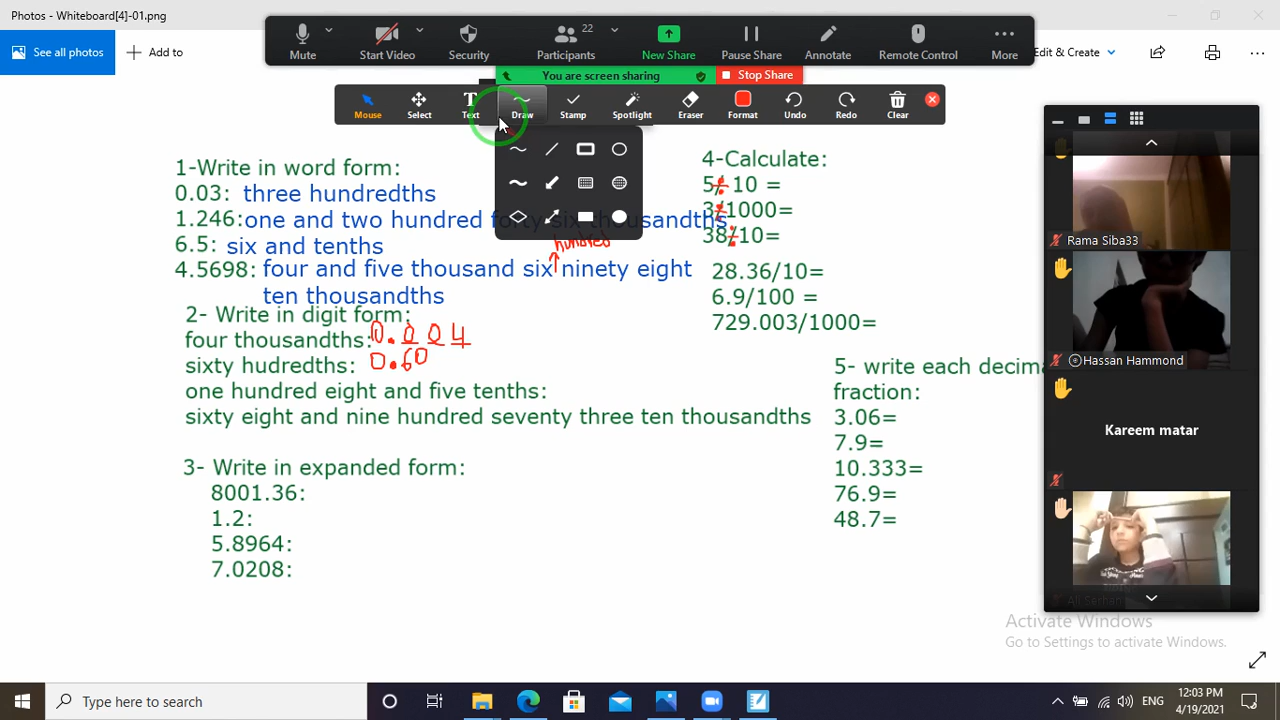 Photos - Whiteboard[4]-01.png
See all photos
Add to
Mute
Start Video
Security
22
Participants
New Share
Pause Share
Annotate
Remote Control
More
Edit & Create
You are screen sharing
Stop Share
Mouse
Select
Text
Draw
Stamp
Spotlight
Eraser
Format
Undo
Redo
Clear
1-Write in word form:
0.03: three hundredths
1.246:one and two hundred forty six thousandths
6.5: six and tenths
hundred
4.5698: four and five thousand six ninety eight
ten thousandths
2- Write in digit form:
four thousandths: 0.004
sixty hudredths: 0.60
one hundred eight and five tenths:
sixty eight and nine hundred seventy three ten thousandths
3- Write in expanded form:
8001.36:
1.2:
5.8964:
7.0208:
4-Calculate:
5÷10 =
3÷1000=
38÷10=
28.36/10=
6.9/100 =
729.003/1000=
5- write each decima
fraction:
3.06=
7.9=
10.333=
76.9=
48.7=
Rama Siba33
Hassan Hammond
Kareem matar
Activate Windows
Go to Settings to activate Windows.
Type here to search
ENG
12:03 PM
4/19/2021